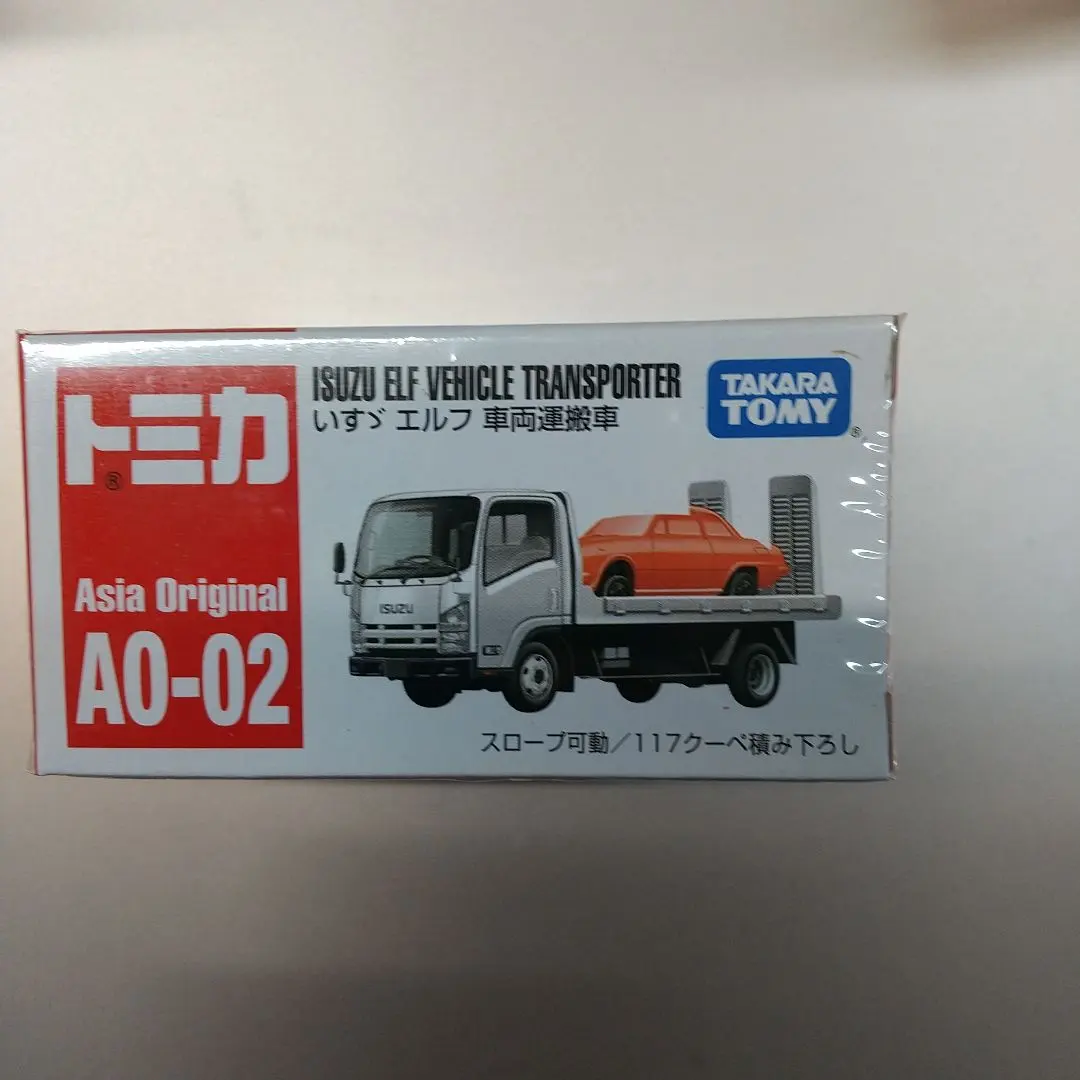 トミカ®
Asia Original
AO-02
ISUZU ELF VEHICLE TRANSPORTER
いすゞ エルフ 車両運搬車
TAKARA
TOMY®
ISUZU
スロープ可動/117クーペ積み下ろし